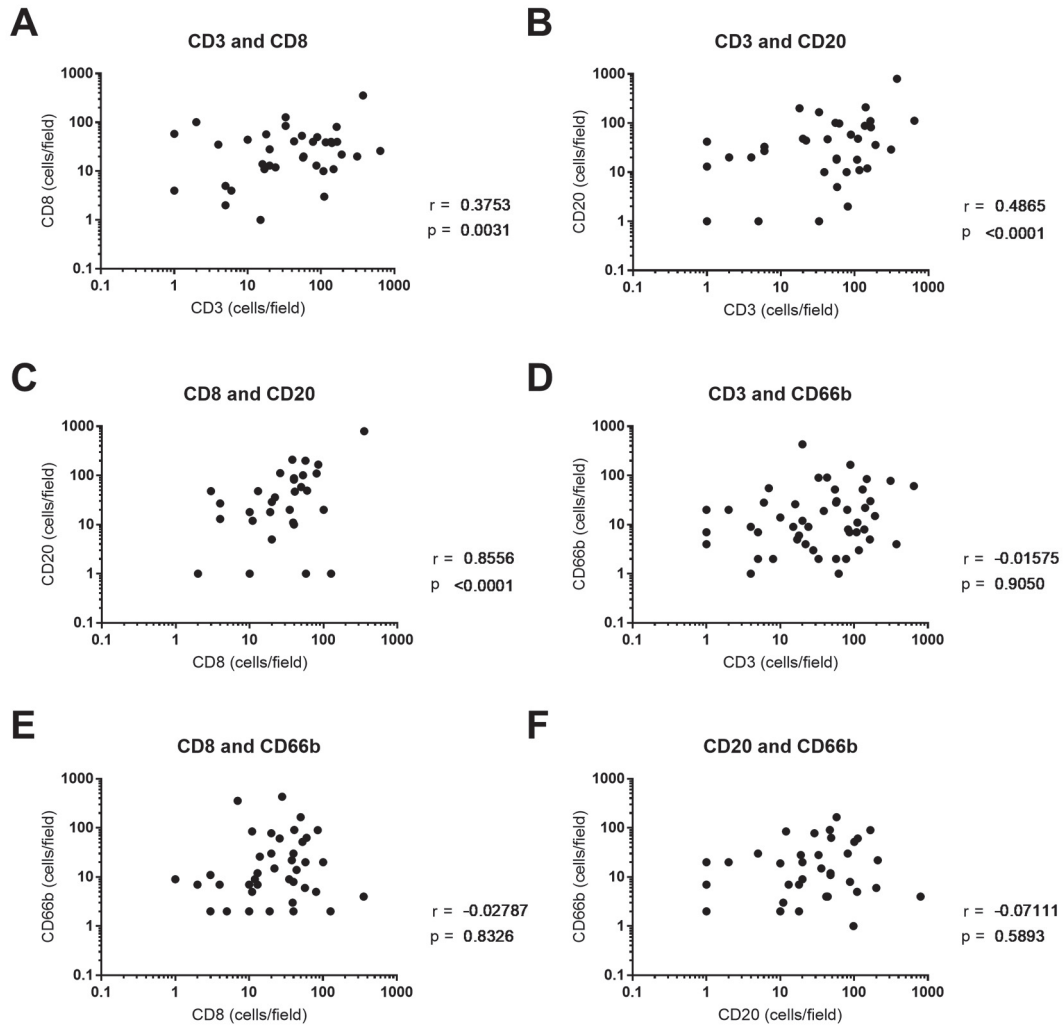 A
CD3 and CD8
1000
100
10
1
0.1
CD8 (cells/field)
0.1 1 10 100 1000
CD3 (cells/field)
r = 0.3753
p = 0.0031
B
CD3 and CD20
1000
100
10
1
0.1
CD20 (cells/field)
0.1 1 10 100 1000
CD3 (cells/field)
r = 0.4865
p <0.0001
C
CD8 and CD20
1000
100
10
1
0.1
CD20 (cells/field)
0.1 1 10 100 1000
CD8 (cells/field)
r = 0.8556
p <0.0001
D
CD3 and CD66b
1000
100
10
1
0.1
CD66b (cells/field)
0.1 1 10 100 1000
CD3 (cells/field)
r = -0.01575
p = 0.9050
E
CD8 and CD66b
1000
100
10
1
0.1
CD66b (cells/field)
0.1 1 10 100 1000
CD8 (cells/field)
r = -0.02787
p = 0.8326
F
CD20 and CD66b
1000
100
10
1
0.1
CD66b (cells/field)
0.1 1 10 100 1000
CD20 (cells/field)
r = -0.07111
p = 0.5893